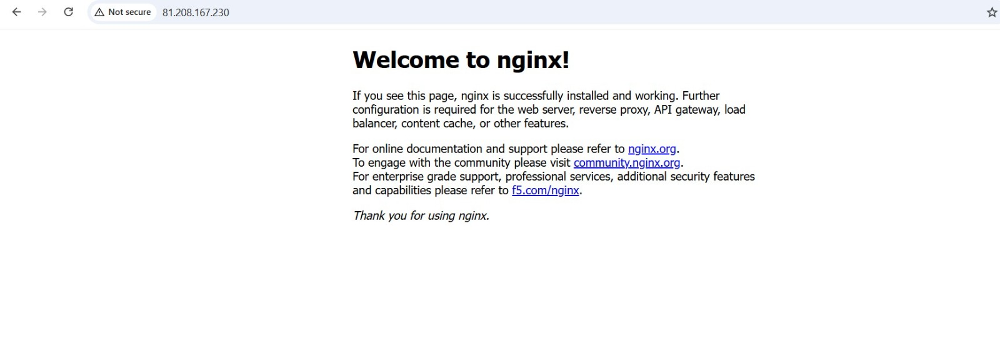 Not secure
81.208.167.230
Welcome to nginx!
If you see this page, nginx is successfully installed and working. Further
configuration is required for the web server, reverse proxy, API gateway, load
balancer, content cache, or other features.
For online documentation and support please refer to nginx.org.
To engage with the community please visit community.nginx.org.
For enterprise grade support, professional services, additional security features
and capabilities please refer to f5.com/nginx.
Thank you for using nginx.